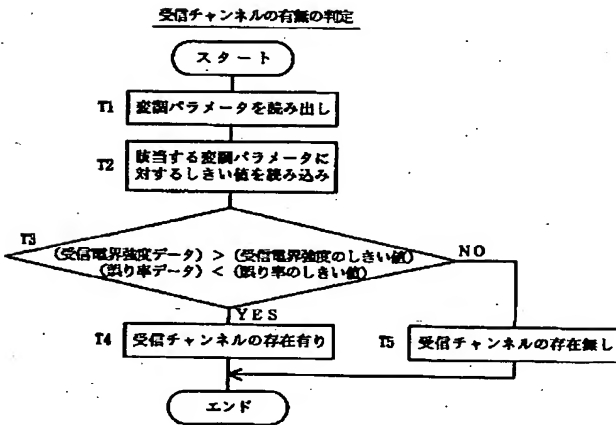 受信チャンネルの有無の判定
スタート
T1 変調パラメータを読み出し
T2 該当する変調パラメータに
対するしきい値を読み込み
T3
(受信電界強度データ) > (受信電界強度のしきい値)
(誤り率データ) < (誤り率のしきい値)
NO
YES
T4 受信チャンネルの存在有り
T5 受信チャンネルの存在無し
エンド